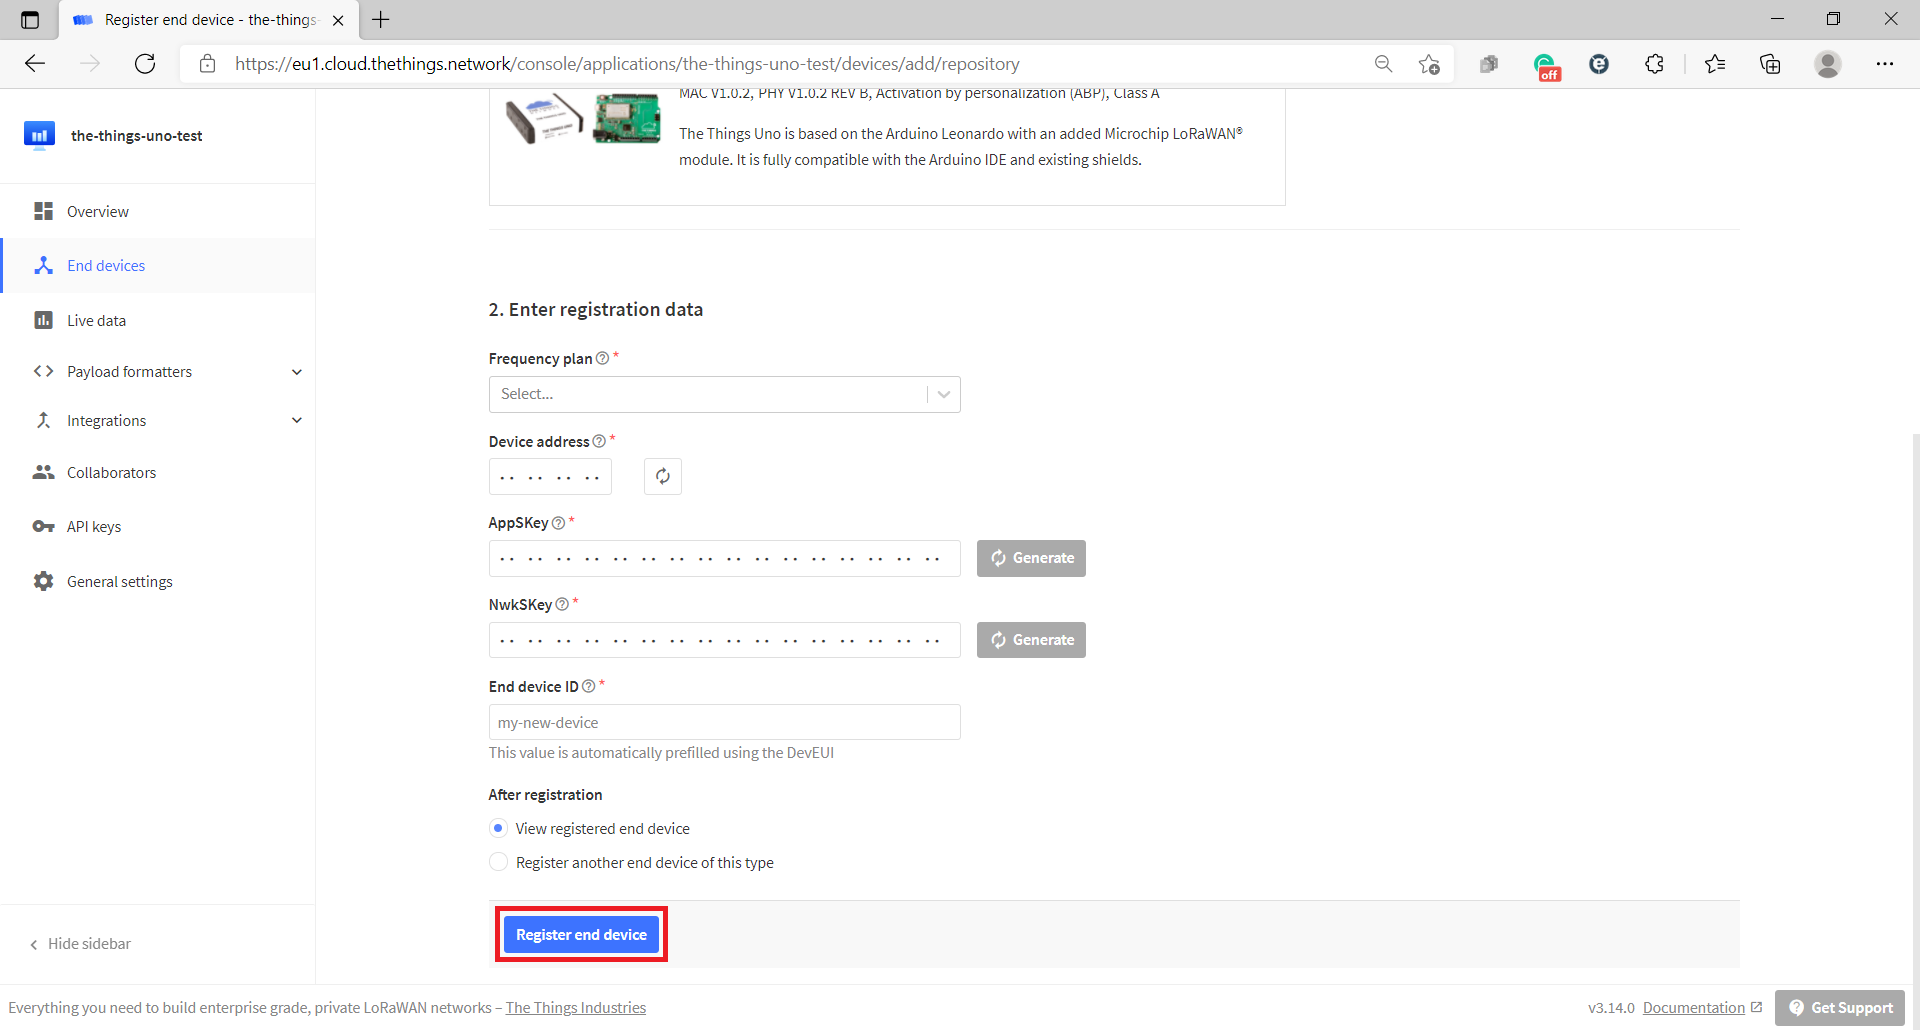 Register end device - the-things-
https://eu1.cloud.thethings.network/console/applications/the-things-uno-test/devices/add/repository
off
the-things-uno-test
Overview
End devices
Live data
Payload formatters
Integrations
Collaborators
API keys
General settings
Hide sidebar
MAC V1.0.2, PHY V1.0.2 REV B, Activation by personalization (ABP), Class A
The Things Uno is based on the Arduino Leonardo with an added Microchip LoRaWAN®
module. It is fully compatible with the Arduino IDE and existing shields.
2. Enter registration data
Frequency plan *
Select...
Device address *
AppSKey *
Generate
NwkSKey *
Generate
End device ID *
my-new-device
This value is automatically prefilled using the DevEUI
After registration
View registered end device
Register another end device of this type
Register end device
Everything you need to build enterprise grade, private LoRaWAN networks – The Things Industries
v3.14.0 Documentation
Get Support